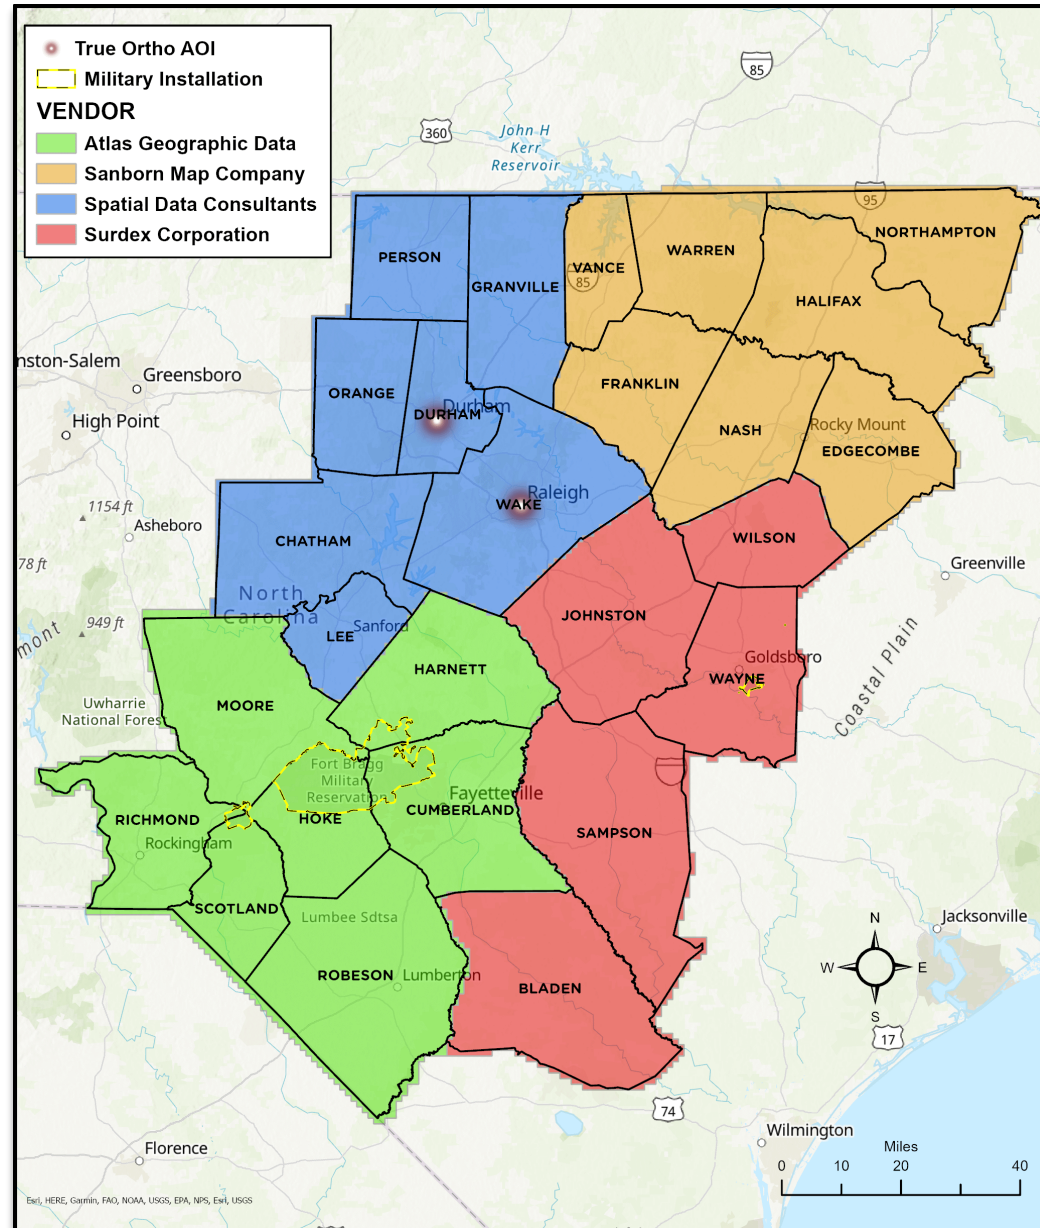 True Ortho AOI
Military Installation
VENDOR
Atlas Geographic Data
Sanborn Map Company
Spatial Data Consultants
Surdex Corporation
85
360
John H
Kerr
Reservoir
95
NORTHAMPTON
PERSON
WARREN
VANCE
85
GRANVILLE
HALIFAX
nston-Salem
Greensboro
FRANKLIN
ORANGE
Durham
DURHAM
High Point
NASH
Rocky Mount
EDGECOMBE
Raleigh
WAKE
1154 ft
Asheboro
CHATHAM
WILSON
78 ft
Greenville
North
Carolina
949 ft
mont
LEE
Sanford
JOHNSTON
HARNETT
Goldsboro
WAYNE
Coastal Plain
MOORE
Uwharrie
National Fores
Fort Bragg
Military
Reservation
Fayetteville
CUMBERLAND
RICHMOND
HOKE
SAMPSON
Rockingham
SCOTLAND
Lumbee Sdtsa
Jacksonville
N
W
E
S
ROBESON
Lumberton
BLADEN
17
74
Wilmington
Florence
Miles
0 10 20 40
Esri, HERE, Garmin, FAO, NOAA, USGS, EPA, NPS, Esri, USGS